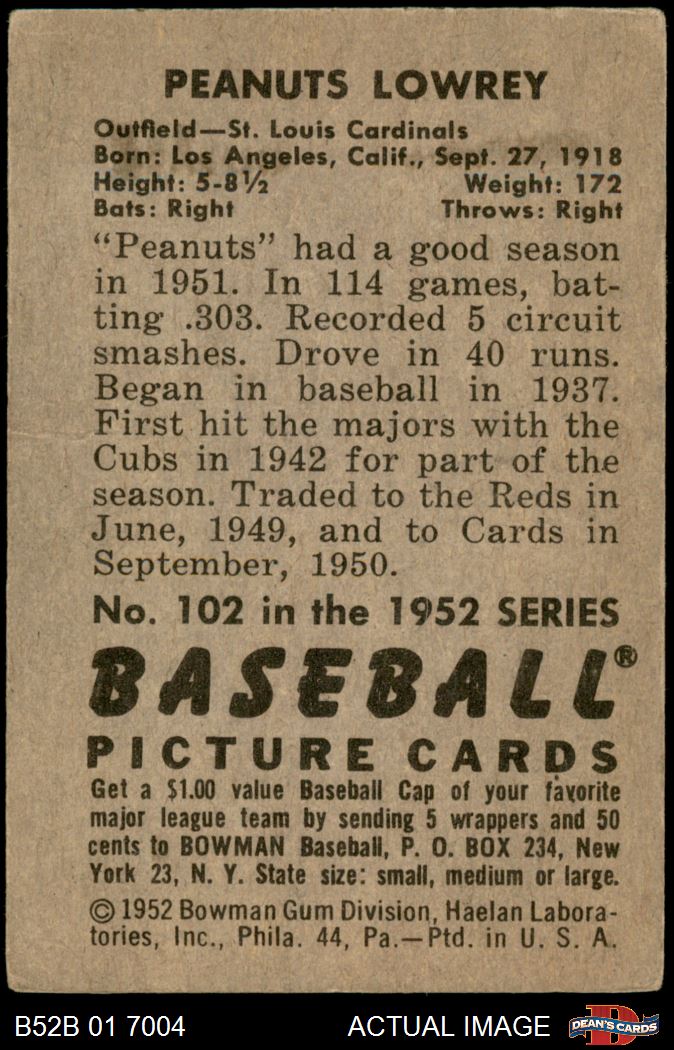 PEANUTS LOWREY
Outfield—St. Louis Cardinals
Born: Los Angeles, Calif., Sept. 27, 1918
Height: 5-8½ Weight: 172
Bats: Right Throws: Right
“Peanuts” had a good season
in 1951. In 114 games, bat-
ting .303. Recorded 5 circuit
smashes. Drove in 40 runs.
Began in baseball in 1937.
First hit the majors with the
Cubs in 1942 for part of the
season. Traded to the Reds in
June, 1949, and to Cards in
September, 1950.
No. 102 in the 1952 SERIES
BASEBALL®
PICTURE CARDS
Get a $1.00 value Baseball Cap of your favorite
major league team by sending 5 wrappers and 50
cents to BOWMAN Baseball, P. O. BOX 234, New
York 23, N. Y. State size: small, medium or large.
© 1952 Bowman Gum Division, Haelan Labora-
tories, Inc., Phila. 44, Pa.—Ptd. in U. S. A.
B52B 01 7004 ACTUAL IMAGE D DEAN'S CARDS